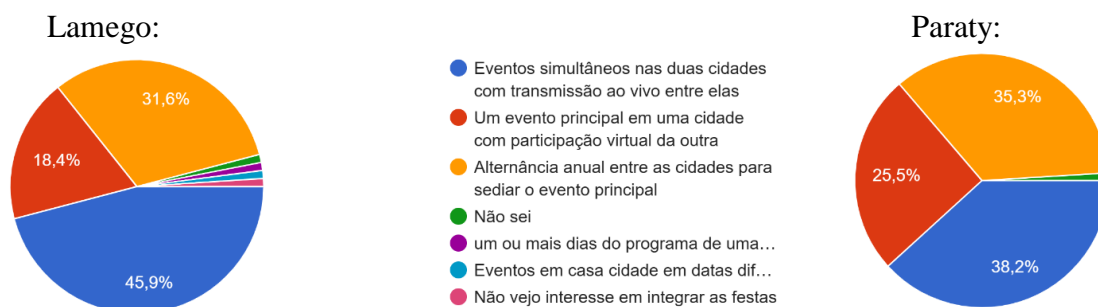 Lamego:
31,6%
18,4%
45,9%
Eventos simultâneos nas duas cidades
com transmissão ao vivo entre elas
Um evento principal em uma cidade
com participação virtual da outra
Alternância anual entre as cidades para
sediar o evento principal
Não sei
um ou mais dias do programa de uma…
Eventos em casa cidade em datas dif…
Não vejo interesse em integrar as festas
Paraty:
35,3%
25,5%
38,2%